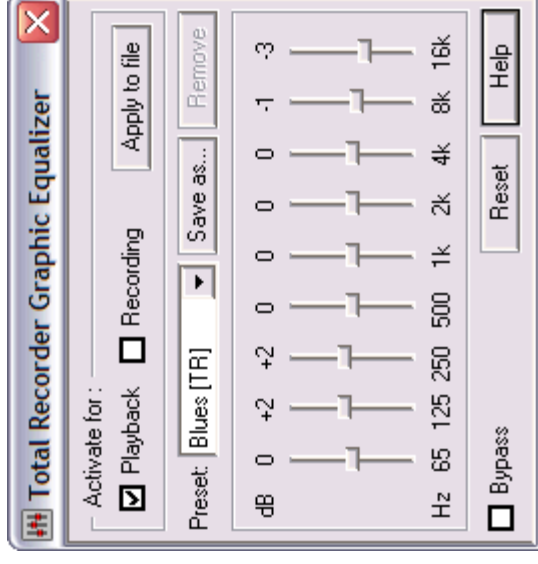 Total Recorder Graphic Equalizer
Activate for :
Playback Recording Apply to file
Preset: Blues [TR] Save as... Remove
dB 0 +2 +2 0 0 0 0 -1 -3
Hz 65 125 250 500 1k 2k 4k 8k 16k
Bypass Reset Help